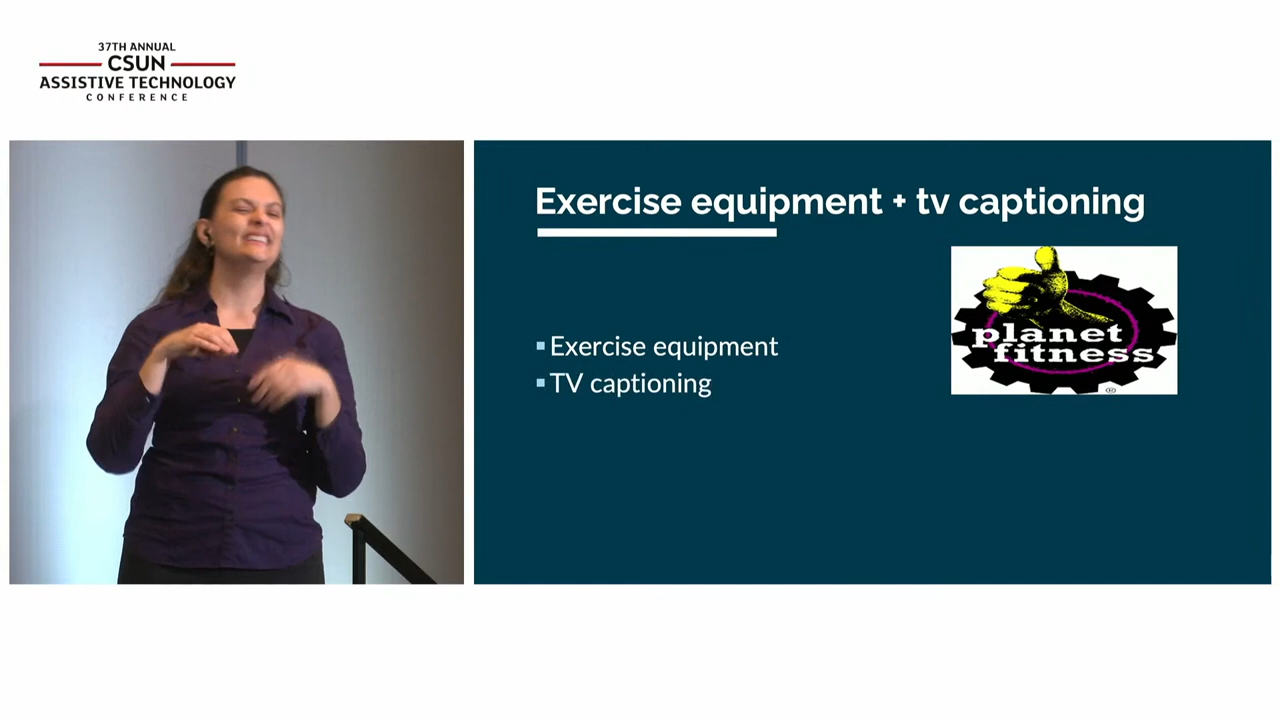 37TH ANNUAL
CSUN
ASSISTIVE TECHNOLOGY
CONFERENCE
Exercise equipment + tv captioning
planet
fitness
®
▪ Exercise equipment
▪ TV captioning